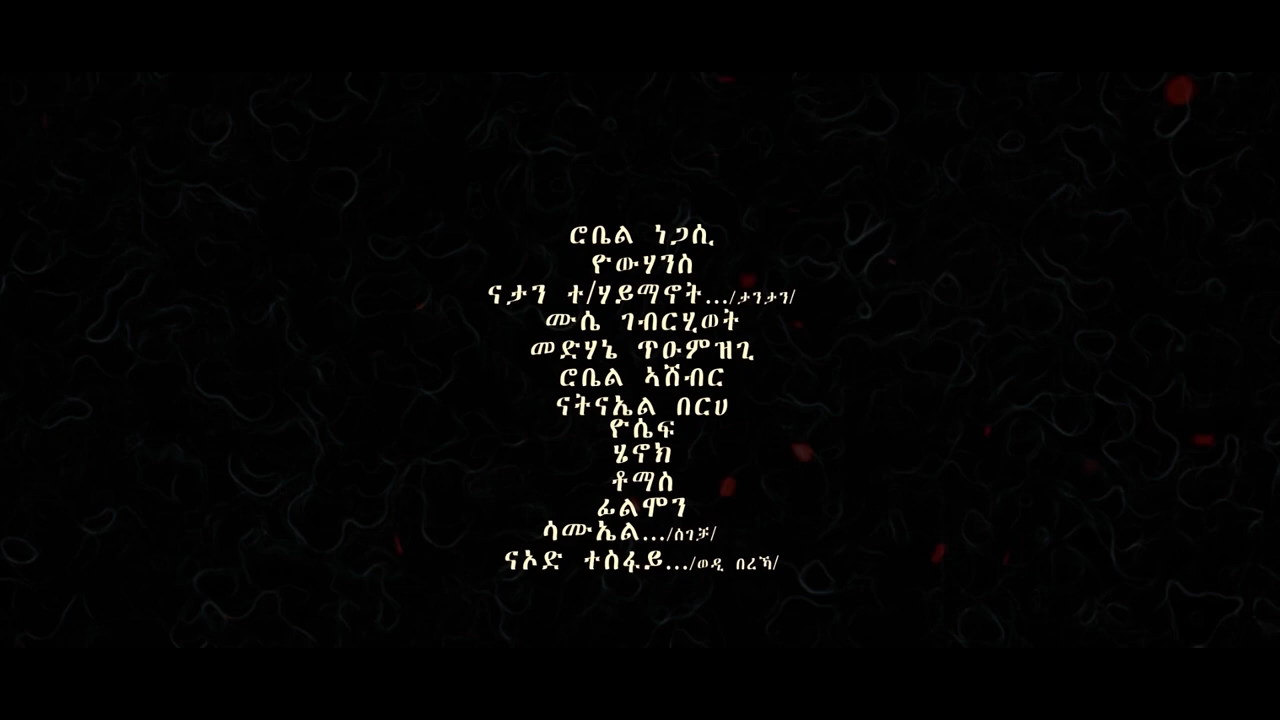 ሮቤል ነጋሲ
ዮውሃንስ
ናታን ተ/ሃይማኖት.../ታንታን/
ሙሴ ገብርሂወት
መድሃኔ ጥዑምዝጊ
ሮቤል ኣሸብር
ናትናኤል በርሀ
ዮሴፍ
ሄኖክ
ቶማስ
ፊልሞን
ሳሙኤል.../ስገቻ/
ናኦድ ተስፋይ.../ወዲ በረኻ/